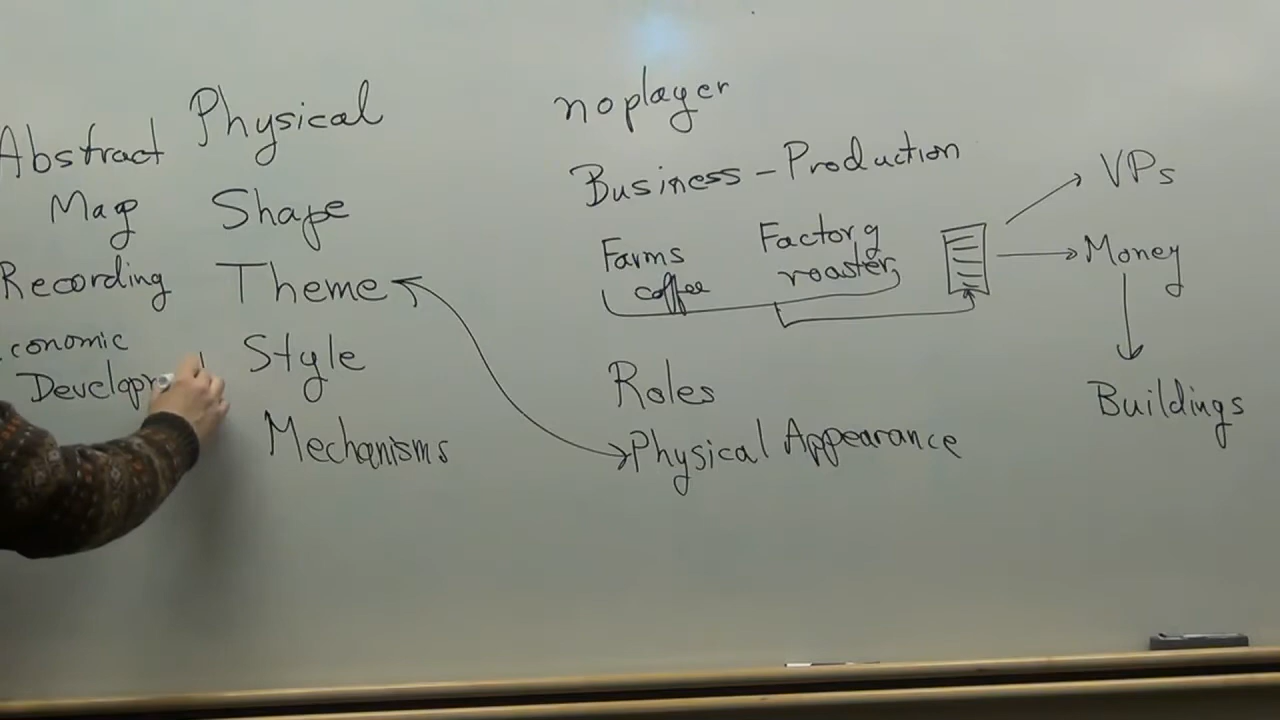 Abstract
Map
Recording
conomic
Develop
Physical
Shape
Theme
Style
Mechanisms
noplayer
Business - Production
Farms
coffee
Factory
roaster
VPs
Money
Buildings
Roles
Physical Appearance